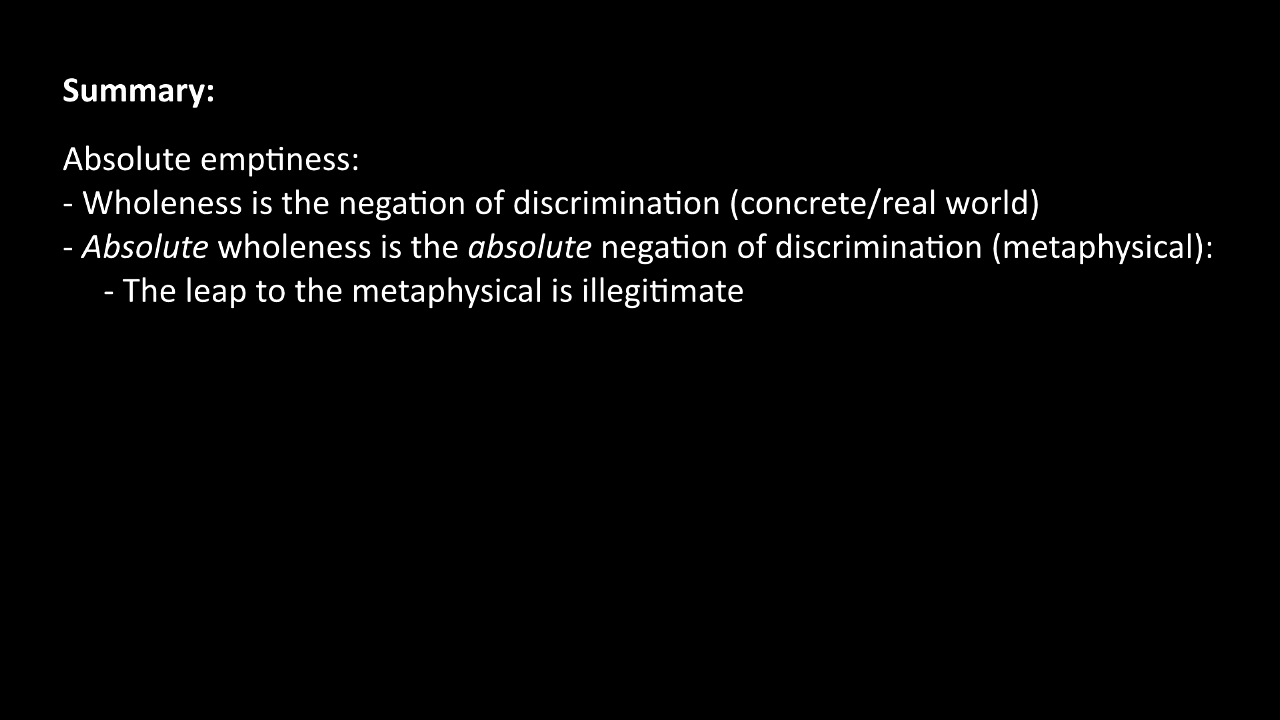 Summary:
Absolute emptiness:
- Wholeness is the negation of discrimination (concrete/real world)
- Absolute wholeness is the absolute negation of discrimination (metaphysical):
- The leap to the metaphysical is illegitimate